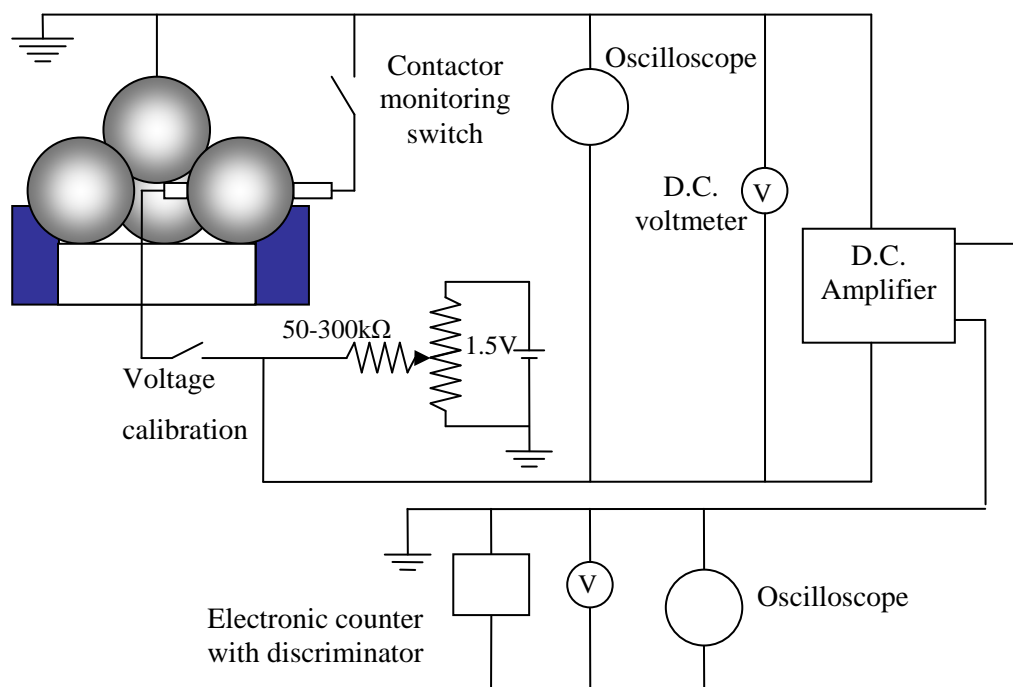 Oscilloscope
Contactor
monitoring
switch
D.C.
voltmeter
V
D.C.
Amplifier
50-300kΩ
1.5V
Voltage
calibration
V
Oscilloscope
Electronic counter
with discriminator